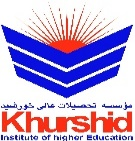 مؤسسه تحصیلات عالی خورشید
Khurshid
Institute of higher Education